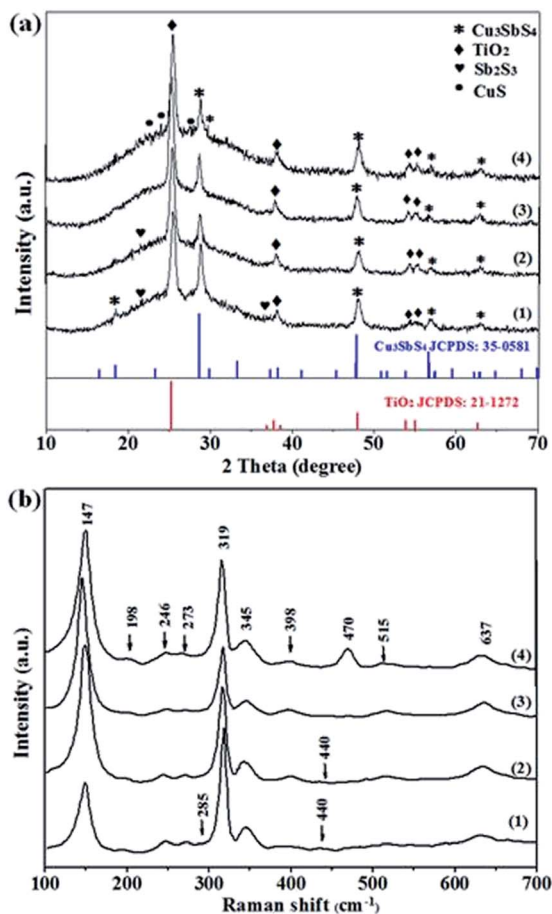 (a)
* Cu3SbS4
♦ TiO2
♥ Sb2S3
• CuS
(4)
(3)
(2)
(1)
Cu3SbS4 JCPDS: 35-0581
TiO2 JCPDS: 21-1272
Intensity (a.u.)
10 20 30 40 50 60 70
2 Theta (degree)
(b)
147
198
246
273
319
345
398
470
515
637
(4)
(3)
440
(2)
285
440
(1)
Intensity (a.u.)
100 200 300 400 500 600 700
Raman shift (cm-1)